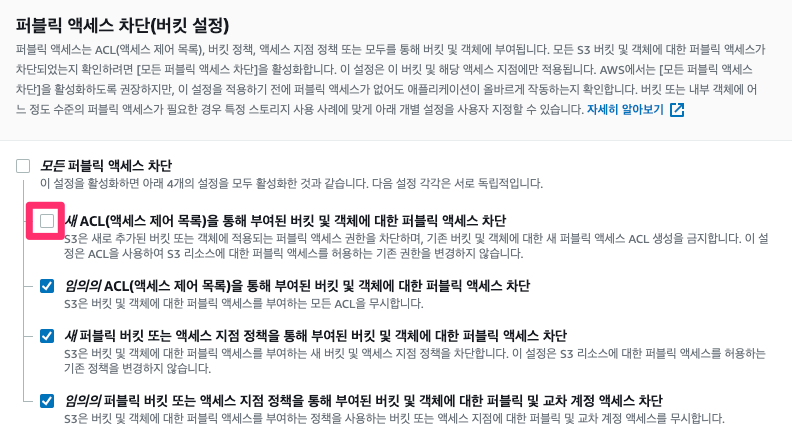 퍼블릭 액세스 차단(버킷 설정)
퍼블릭 액세스는 ACL(액세스 제어 목록), 버킷 정책, 액세스 지점 정책 또는 모두를 통해 버킷 및 객체에 부여됩니다. 모든 S3 버킷 및 객체에 대한 퍼블릭 액세스가
차단되었는지 확인하려면 [모든 퍼블릭 액세스 차단]을 활성화합니다. 이 설정은 이 버킷 및 해당 액세스 지점에만 적용됩니다. AWS에서는 [모든 퍼블릭 액세스
차단]을 활성화하도록 권장하지만, 이 설정을 적용하기 전에 퍼블릭 액세스가 없어도 애플리케이션이 올바르게 작동하는지 확인합니다. 버킷 또는 내부 객체에 어
느 정도 수준의 퍼블릭 액세스가 필요한 경우 특정 스토리지 사용 사례에 맞게 아래 개별 설정을 사용자 지정할 수 있습니다. 자세히 알아보기
모든 퍼블릭 액세스 차단
이 설정을 활성화하면 아래 4개의 설정을 모두 활성화한 것과 같습니다. 다음 설정 각각은 서로 독립적입니다.
새 ACL(액세스 제어 목록)을 통해 부여된 버킷 및 객체에 대한 퍼블릭 액세스 차단
S3은 새로 추가된 버킷 또는 객체에 적용되는 퍼블릭 액세스 권한을 차단하며, 기존 버킷 및 객체에 대한 새 퍼블릭 액세스 ACL 생성을 금지합니다. 이 설
정은 ACL을 사용하여 S3 리소스에 대한 퍼블릭 액세스를 허용하는 기존 권한을 변경하지 않습니다.
임의의 ACL(액세스 제어 목록)을 통해 부여된 버킷 및 객체에 대한 퍼블릭 액세스 차단
S3은 버킷 및 객체에 대한 퍼블릭 액세스를 부여하는 모든 ACL을 무시합니다.
새 퍼블릭 버킷 또는 액세스 지점 정책을 통해 부여된 버킷 및 객체에 대한 퍼블릭 액세스 차단
S3은 버킷 및 객체에 대한 퍼블릭 액세스를 부여하는 새 버킷 및 액세스 지점 정책을 차단합니다. 이 설정은 S3 리소스에 대한 퍼블릭 액세스를 허용하는
기존 정책을 변경하지 않습니다.
임의의 퍼블릭 버킷 또는 액세스 지점 정책을 통해 부여된 버킷 및 객체에 대한 퍼블릭 및 교차 계정 액세스 차단
S3은 버킷 및 객체에 대한 퍼블릭 액세스를 부여하는 정책을 사용하는 버킷 또는 액세스 지점에 대한 퍼블릭 및 교차 계정 액세스를 무시합니다.